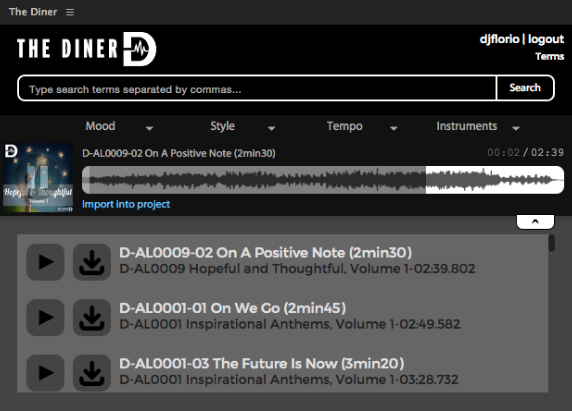 The Diner
THE DINER D
djflorio | logout
Terms
Type search terms separated by commas...
Search
Mood
Style
Tempo
Instruments
D
Hopeful & Thoughtful
Volume 1
D-AL0009-02 On A Positive Note (2min30)
00:02 / 02:39
Import into project
D-AL0009-02 On A Positive Note (2min30)
D-AL0009 Hopeful and Thoughtful, Volume 1-02:39.802
D-AL0001-01 On We Go (2min45)
D-AL0001 Inspirational Anthems, Volume 1-02:49.582
D-AL0001-03 The Future Is Now (3min20)
D-AL0001 Inspirational Anthems, Volume 1-03:28.732